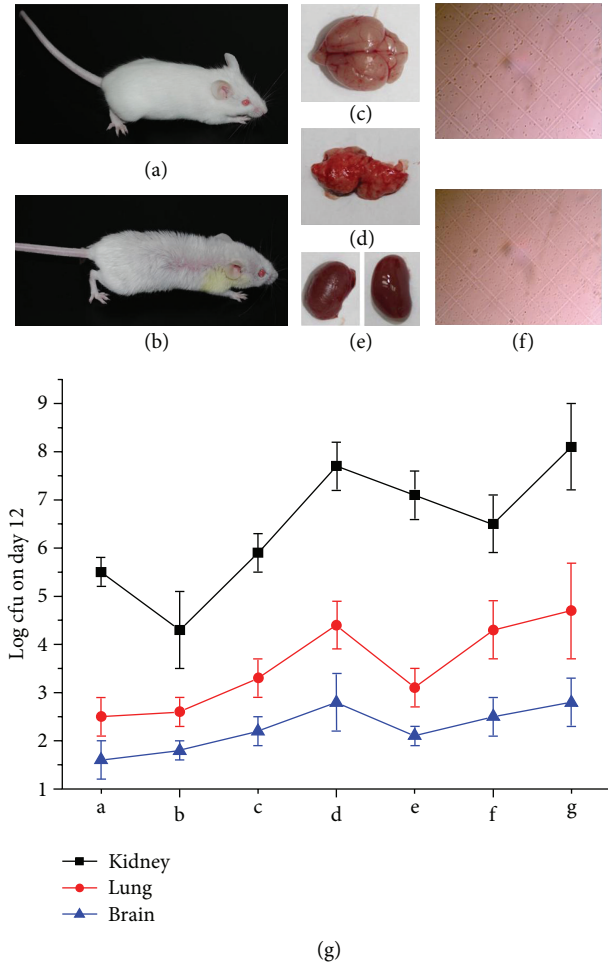 (a)
(b)
(c)
(d)
(e)
(f)
Log cfu on day 12
9
8
7
6
5
4
3
2
1
a b c d e f g
Kidney
Lung
Brain
(g)